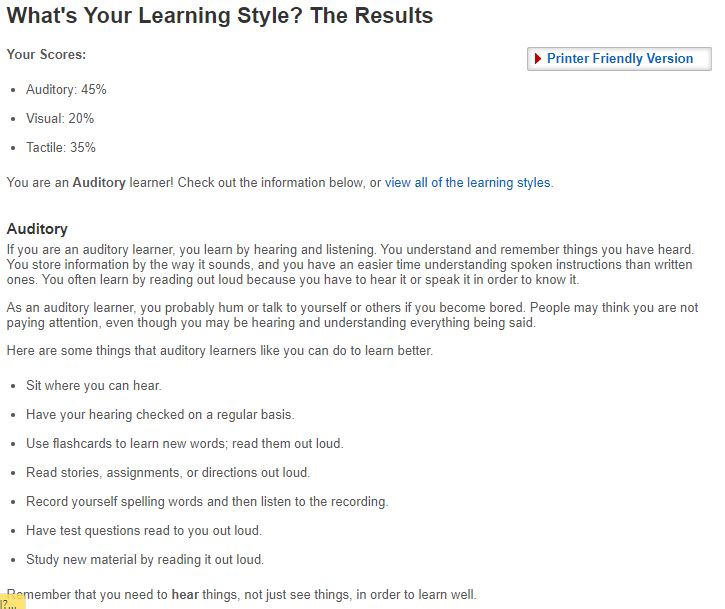 What's Your Learning Style? The Results
Your Scores:
Printer Friendly Version
Auditory: 45%
Visual: 20%
Tactile: 35%
You are an Auditory learner! Check out the information below, or view all of the learning styles.
Auditory
If you are an auditory learner, you learn by hearing and listening. You understand and remember things you have heard.
You store information by the way it sounds, and you have an easier time understanding spoken instructions than written
ones. You often learn by reading out loud because you have to hear it or speak it in order to know it.
As an auditory learner, you probably hum or talk to yourself or others if you become bored. People may think you are not
paying attention, even though you may be hearing and understanding everything being said.
Here are some things that auditory learners like you can do to learn better.
Sit where you can hear.
Have your hearing checked on a regular basis.
Use flashcards to learn new words; read them out loud.
Read stories, assignments, or directions out loud.
Record yourself spelling words and then listen to the recording.
Have test questions read to you out loud.
Study new material by reading it out loud.
Remember that you need to hear things, not just see things, in order to learn well.